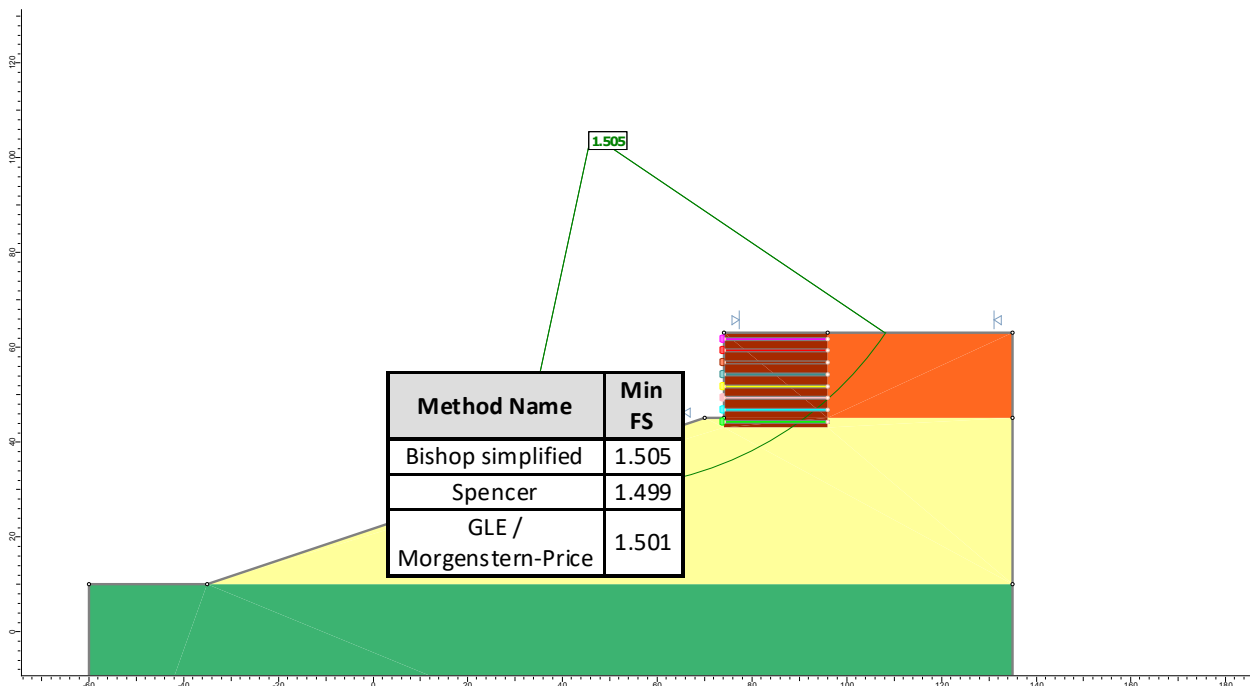 120
100
80
60
40
20
0
1.505
Method Name Min FS
Bishop simplified 1.505
Spencer 1.499
GLE / Morgenstern-Price 1.501
-60 -40 -20 0 20 40 60 80 100 120 140 160 180